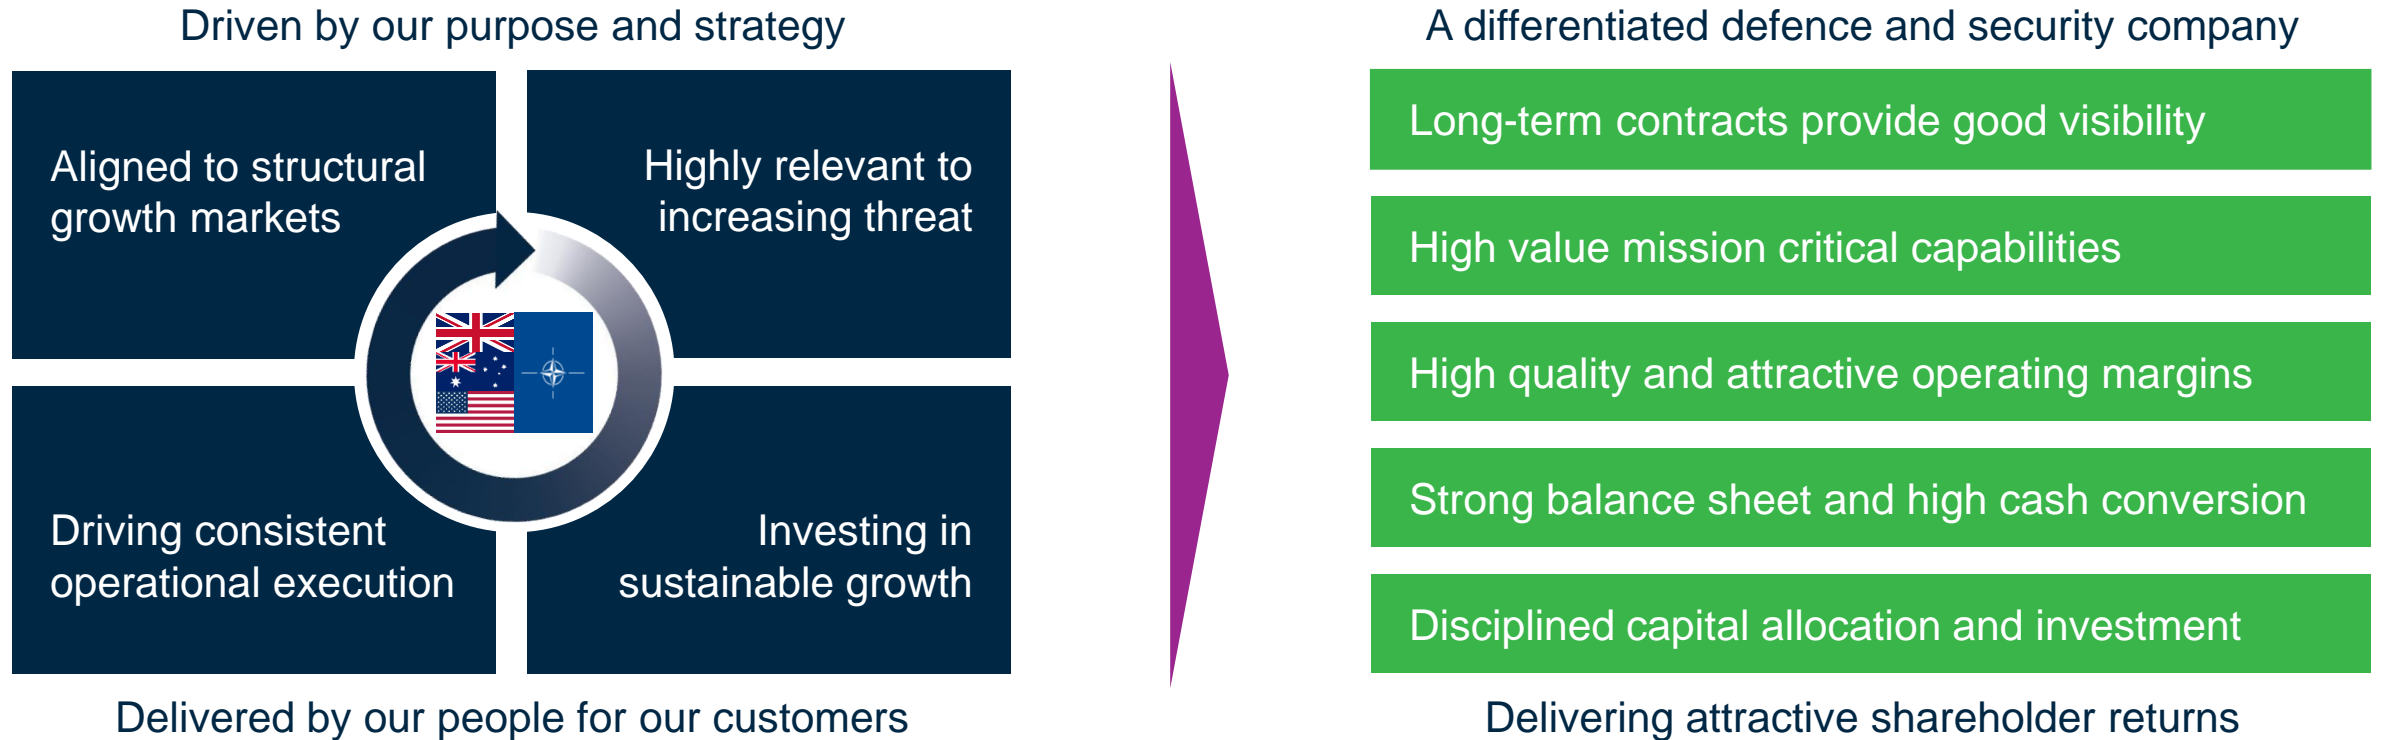 Driven by our purpose and strategy
Aligned to structural
growth markets
Highly relevant to
increasing threat
Driving consistent
operational execution
Investing in
sustainable growth
Delivered by our people for our customers
A differentiated defence and security company
Long-term contracts provide good visibility
High value mission critical capabilities
High quality and attractive operating margins
Strong balance sheet and high cash conversion
Disciplined capital allocation and investment
Delivering attractive shareholder returns